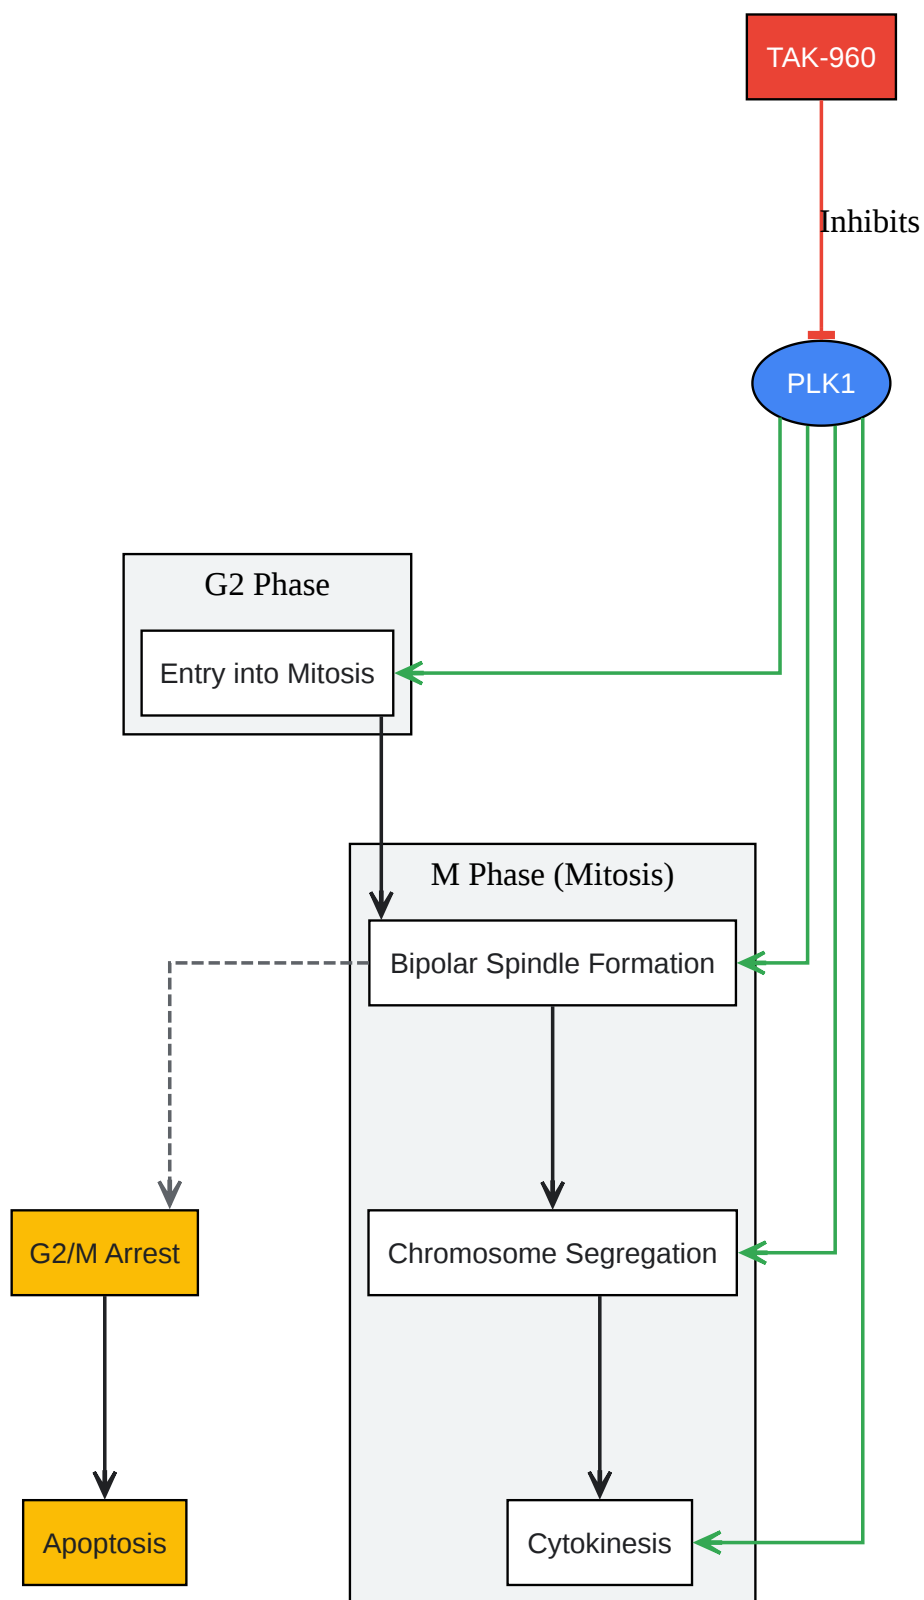 TAK-960
Inhibits
PLK1
G2 Phase
Entry into Mitosis
M Phase (Mitosis)
Bipolar Spindle Formation
G2/M Arrest
Chromosome Segregation
Apoptosis
Cytokinesis